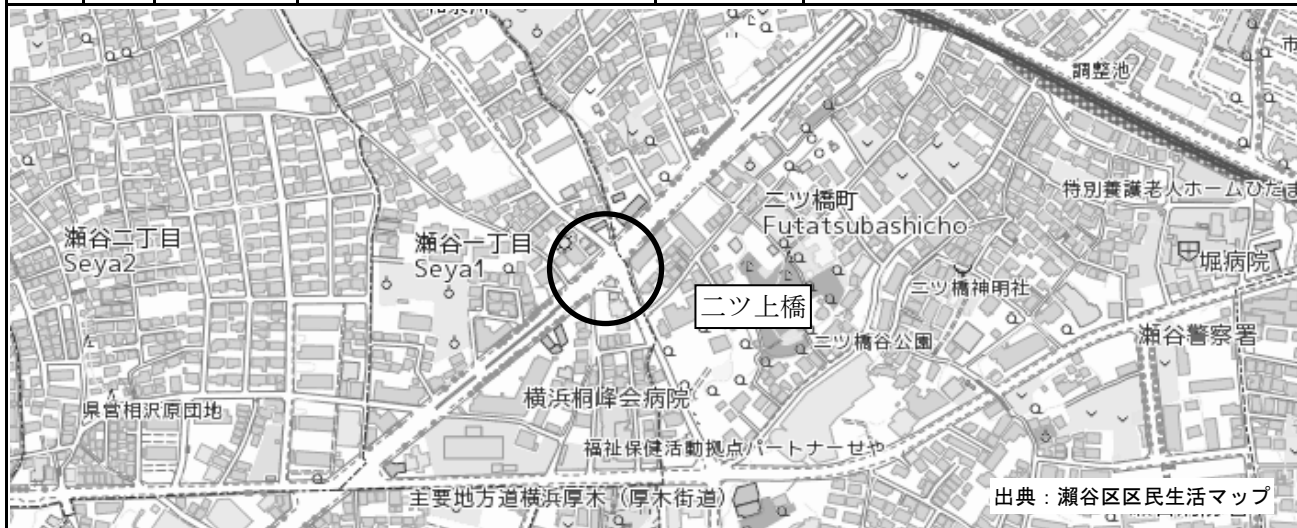 調整池
特別養護老人ホームひだま
二ツ橋町
Futatsubashicho
瀬谷二丁目
Seya2
瀬谷一丁目
Seya1
堀病院
二ツ橋神明社
二ツ上橋
二ツ橋谷公園
瀬谷警察署
横浜桐峰会病院
県営相沢原団地
福祉保健活動拠点パートナーせや
主要地方道横浜厚木(厚木街道)
出典:瀬谷区区民生活マップ